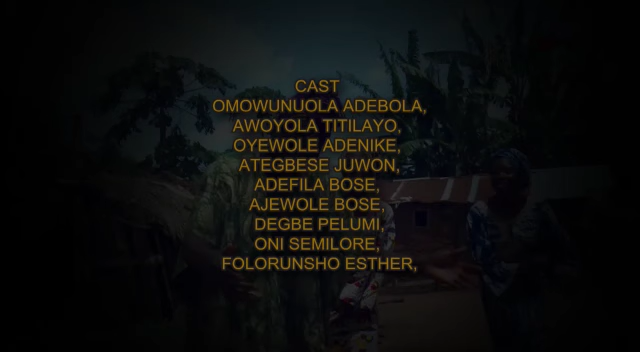 CAST
OMOWUNUOLA ADEBOLA,
AWOYOLA TITILAYO,
OYEWOLE ADENIKE,
ATEGBESE JUWON,
ADEFILA BOSE,
AJEWOLE BOSE,
DEGBE PELUMI,
ONI SEMILORE,
FOLORUNSHO ESTHER,